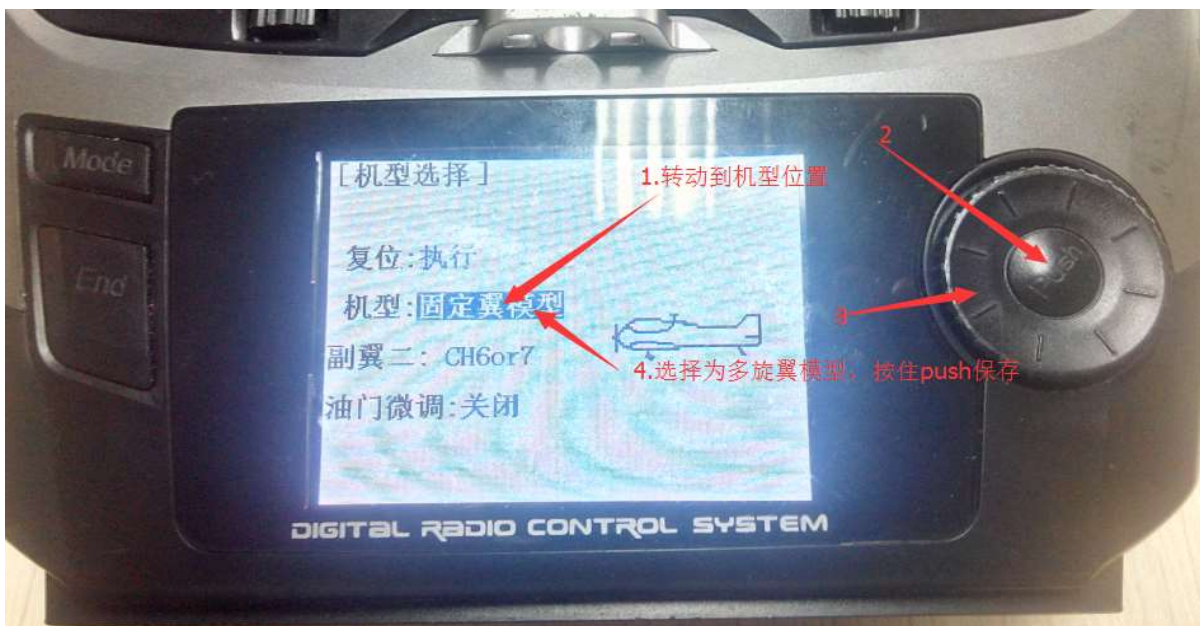 2
Mode
[机型选择]
1.转动到机型位置
复位:执行
Push
End
机型:固定翼模型
3
副翼二: CH6or7
4.选择为多旋翼模型，按住push保存
油门微调:关闭
DIGITAL RADIO CONTROL SYSTEM